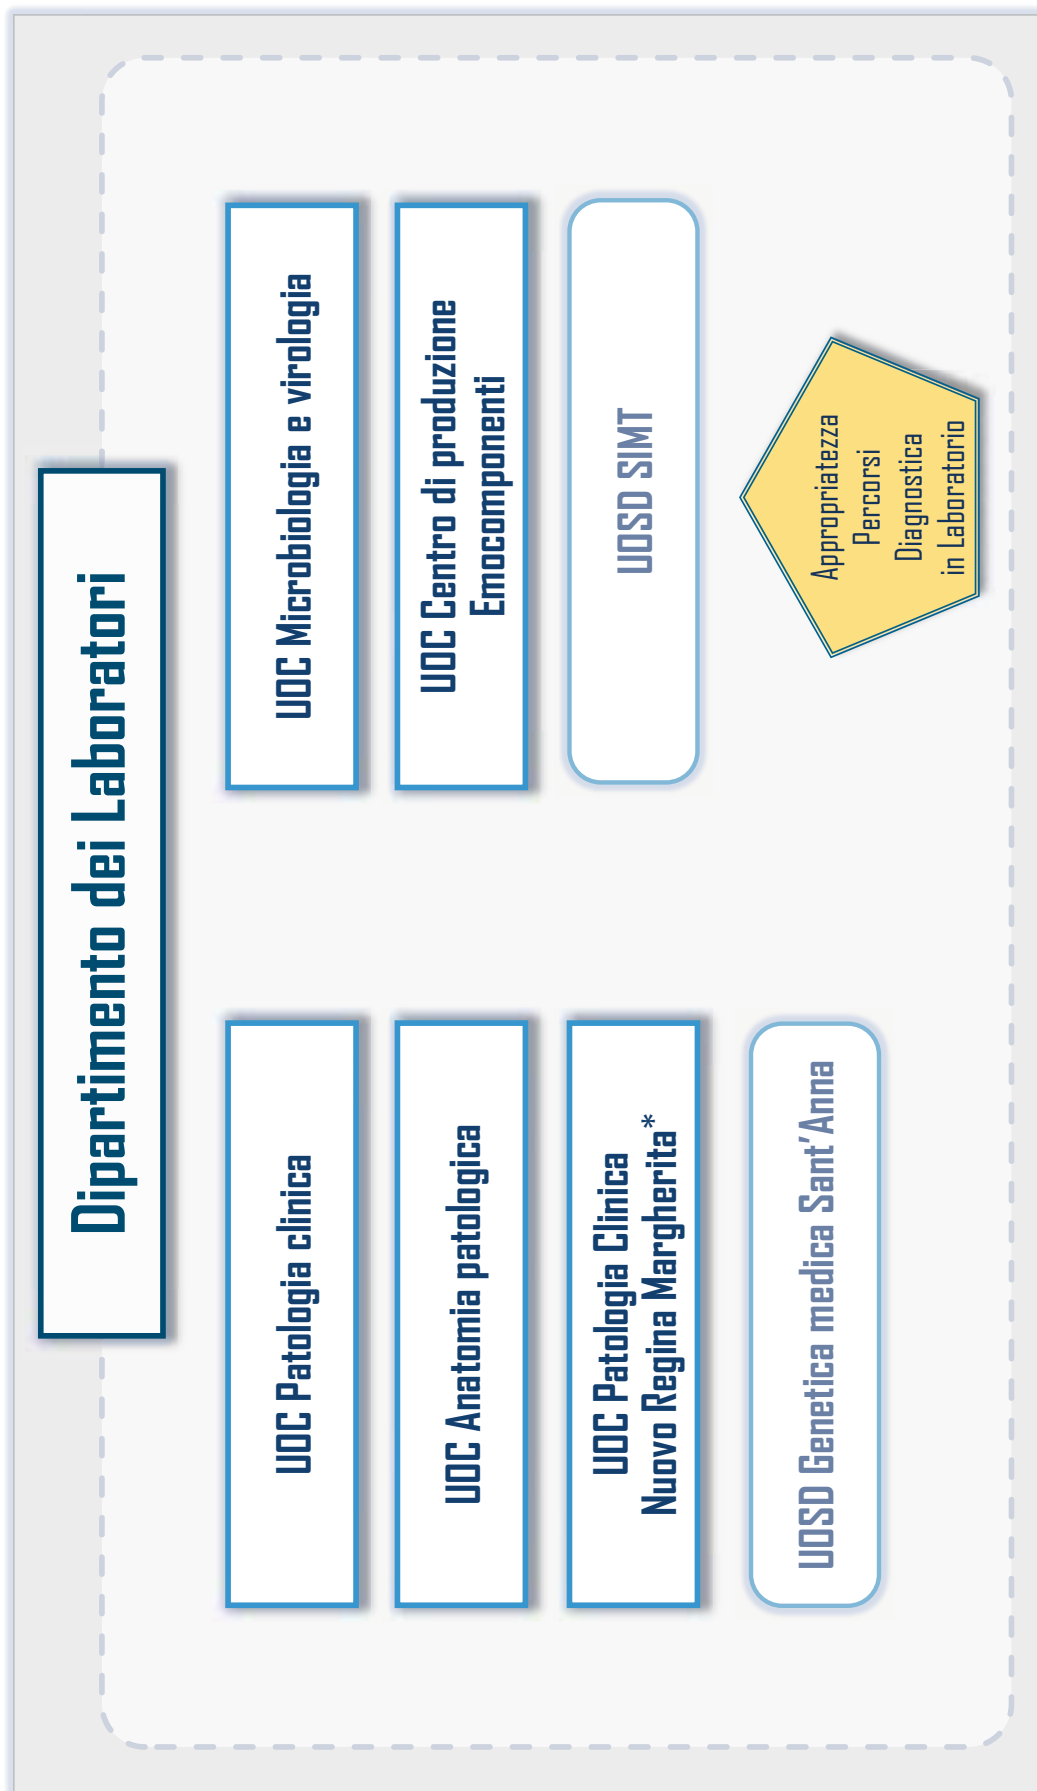 Dipartimento dei Laboratori
UOC Patologia clinica
UOC Anatomia patologica
UOC Patologia Clinica
Nuovo Regina Margherita*
UOSD Genetica medica Sant'Anna
UOC Microbiologia e virologia
UOC Centro di produzione
Emocomponenti
UOSD SIMT
Appropriatezza
Percorsi
Diagnostica
in Laboratorio